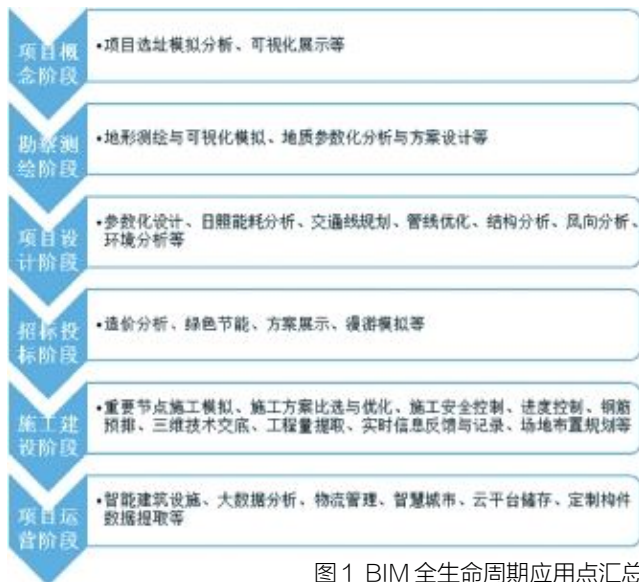 项目概
念阶段
•项目选址模拟分析、可视化展示等
勘察测
绘阶段
•地形测绘与可视化模拟、地质参数化分析与方案设计等
项目设
计阶段
•参数化设计、日照能耗分析、交通线规划、管线优化、结构分析、风向分析、
环境分析等
招标投
标阶段
•造价分析、绿色节能、方案展示、漫游模拟等
施工建
设阶段
•重要节点施工模拟、施工方案比选与优化、施工安全控制、进度控制、钢筋
预排、三维技术交底、工程量提取、实时信息反馈与记录、场地布置规划等
项目运
营阶段
•智能建筑设施、大数据分析、物流管理、智慧城市、云平台储存、定制构件
数据提取等
图1 BIM全生命周期应用点汇总